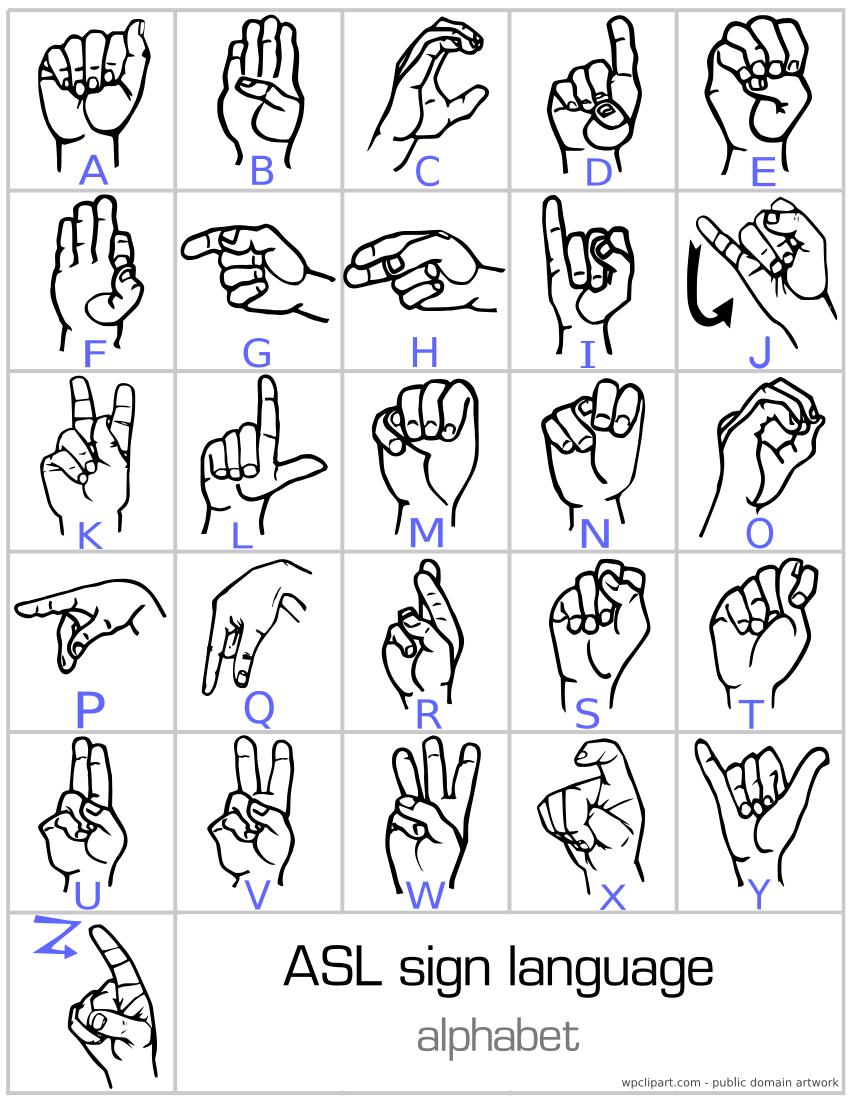 A B C D E
F G H I J
K L M N O
P Q R S T
U V W X Y
Z
ASL sign language
alphabet
wpclipart.com - public domain artwork